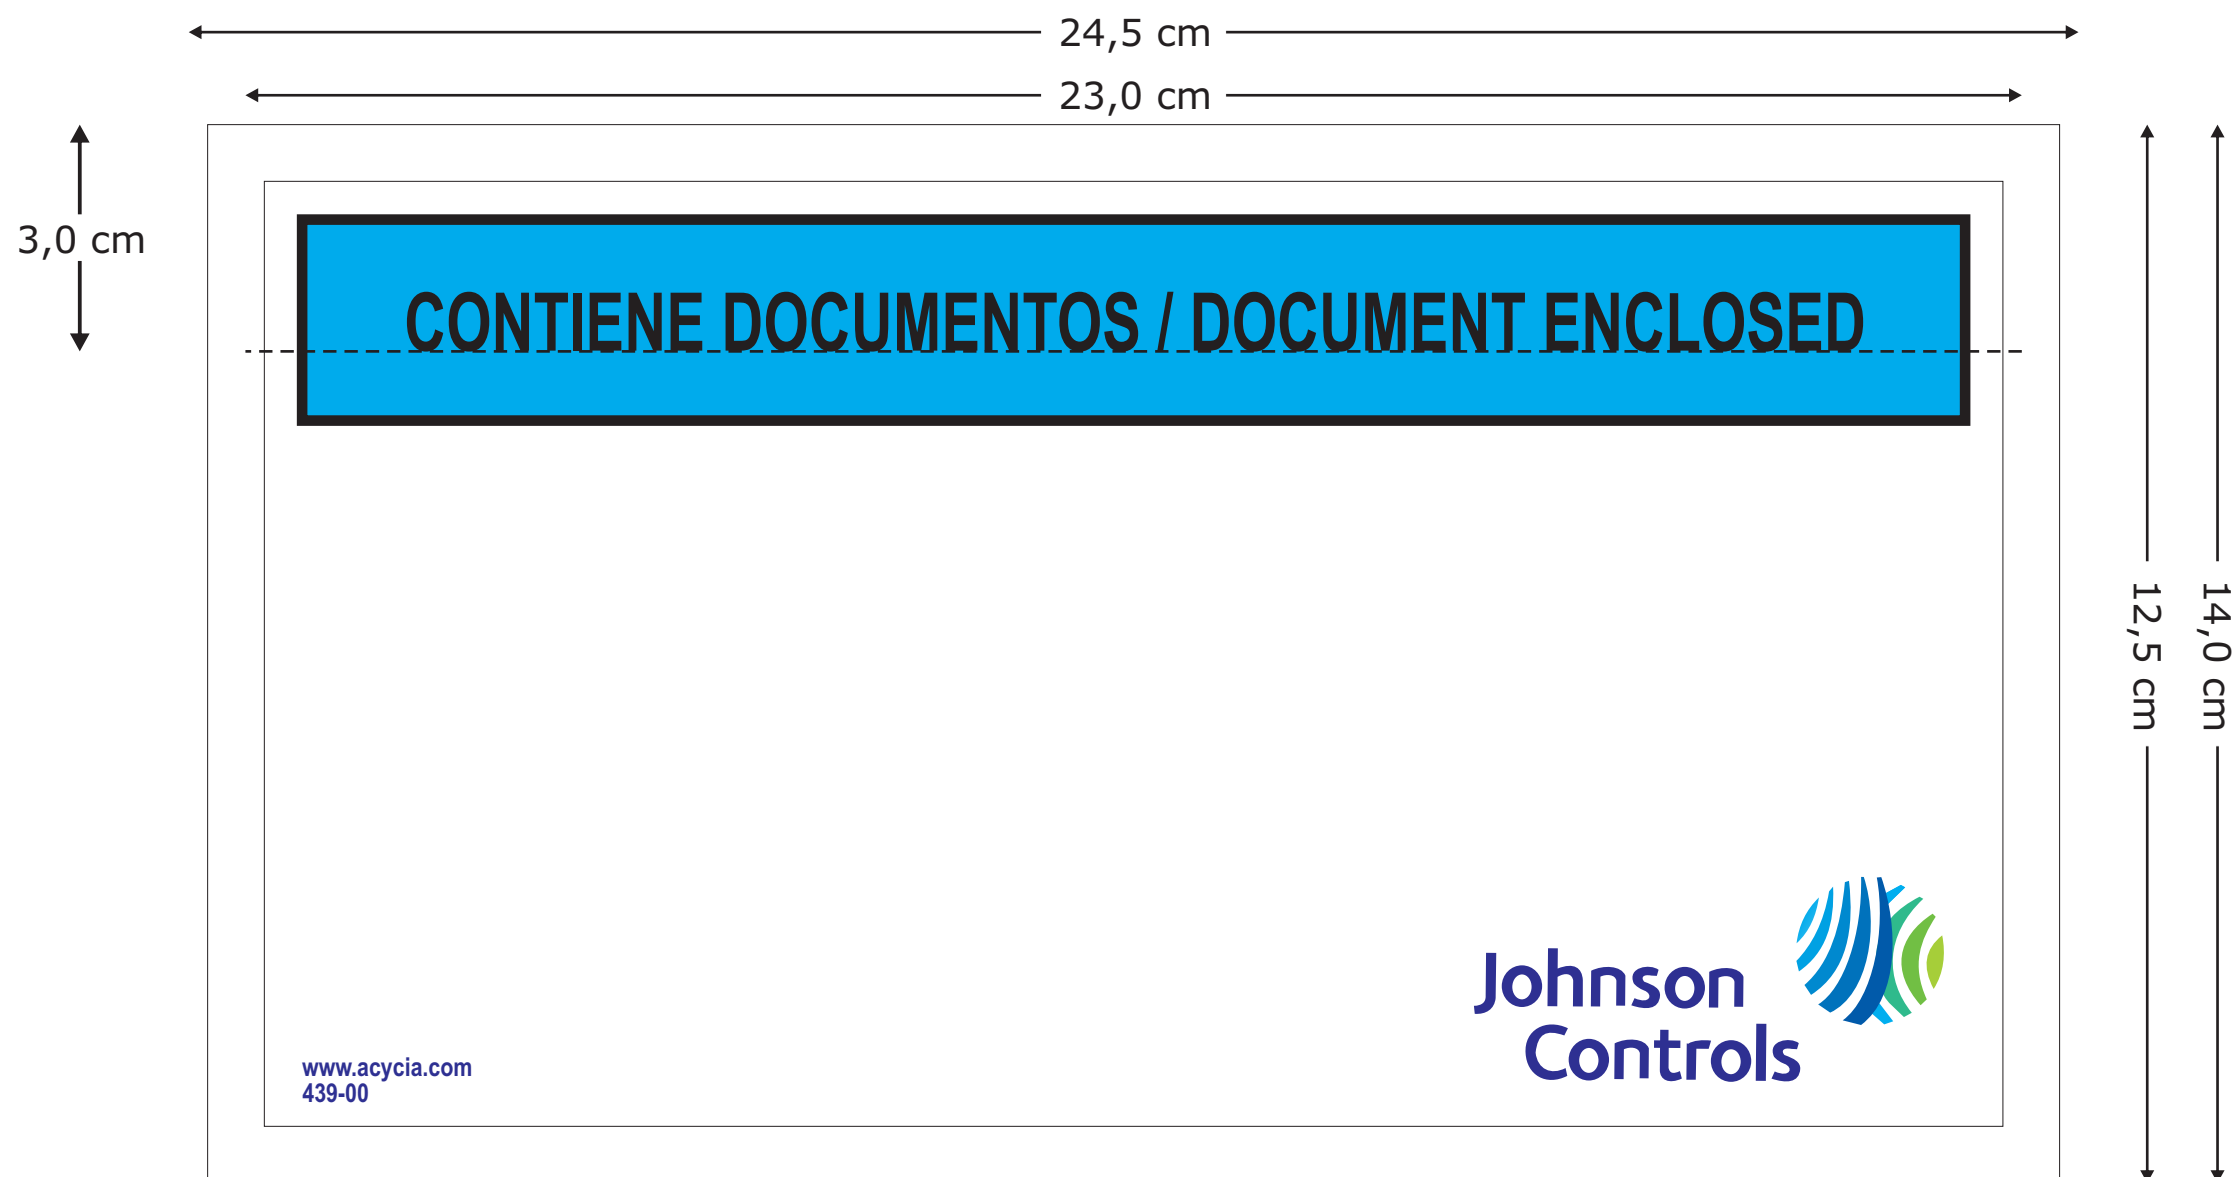 24,5 cm
23,0 cm
3,0 cm
CONTIENE DOCUMENTOS / DOCUMENT ENCLOSED
12,5 cm
14,0 cm
Johnson
Controls
www.acycia.com
439-00